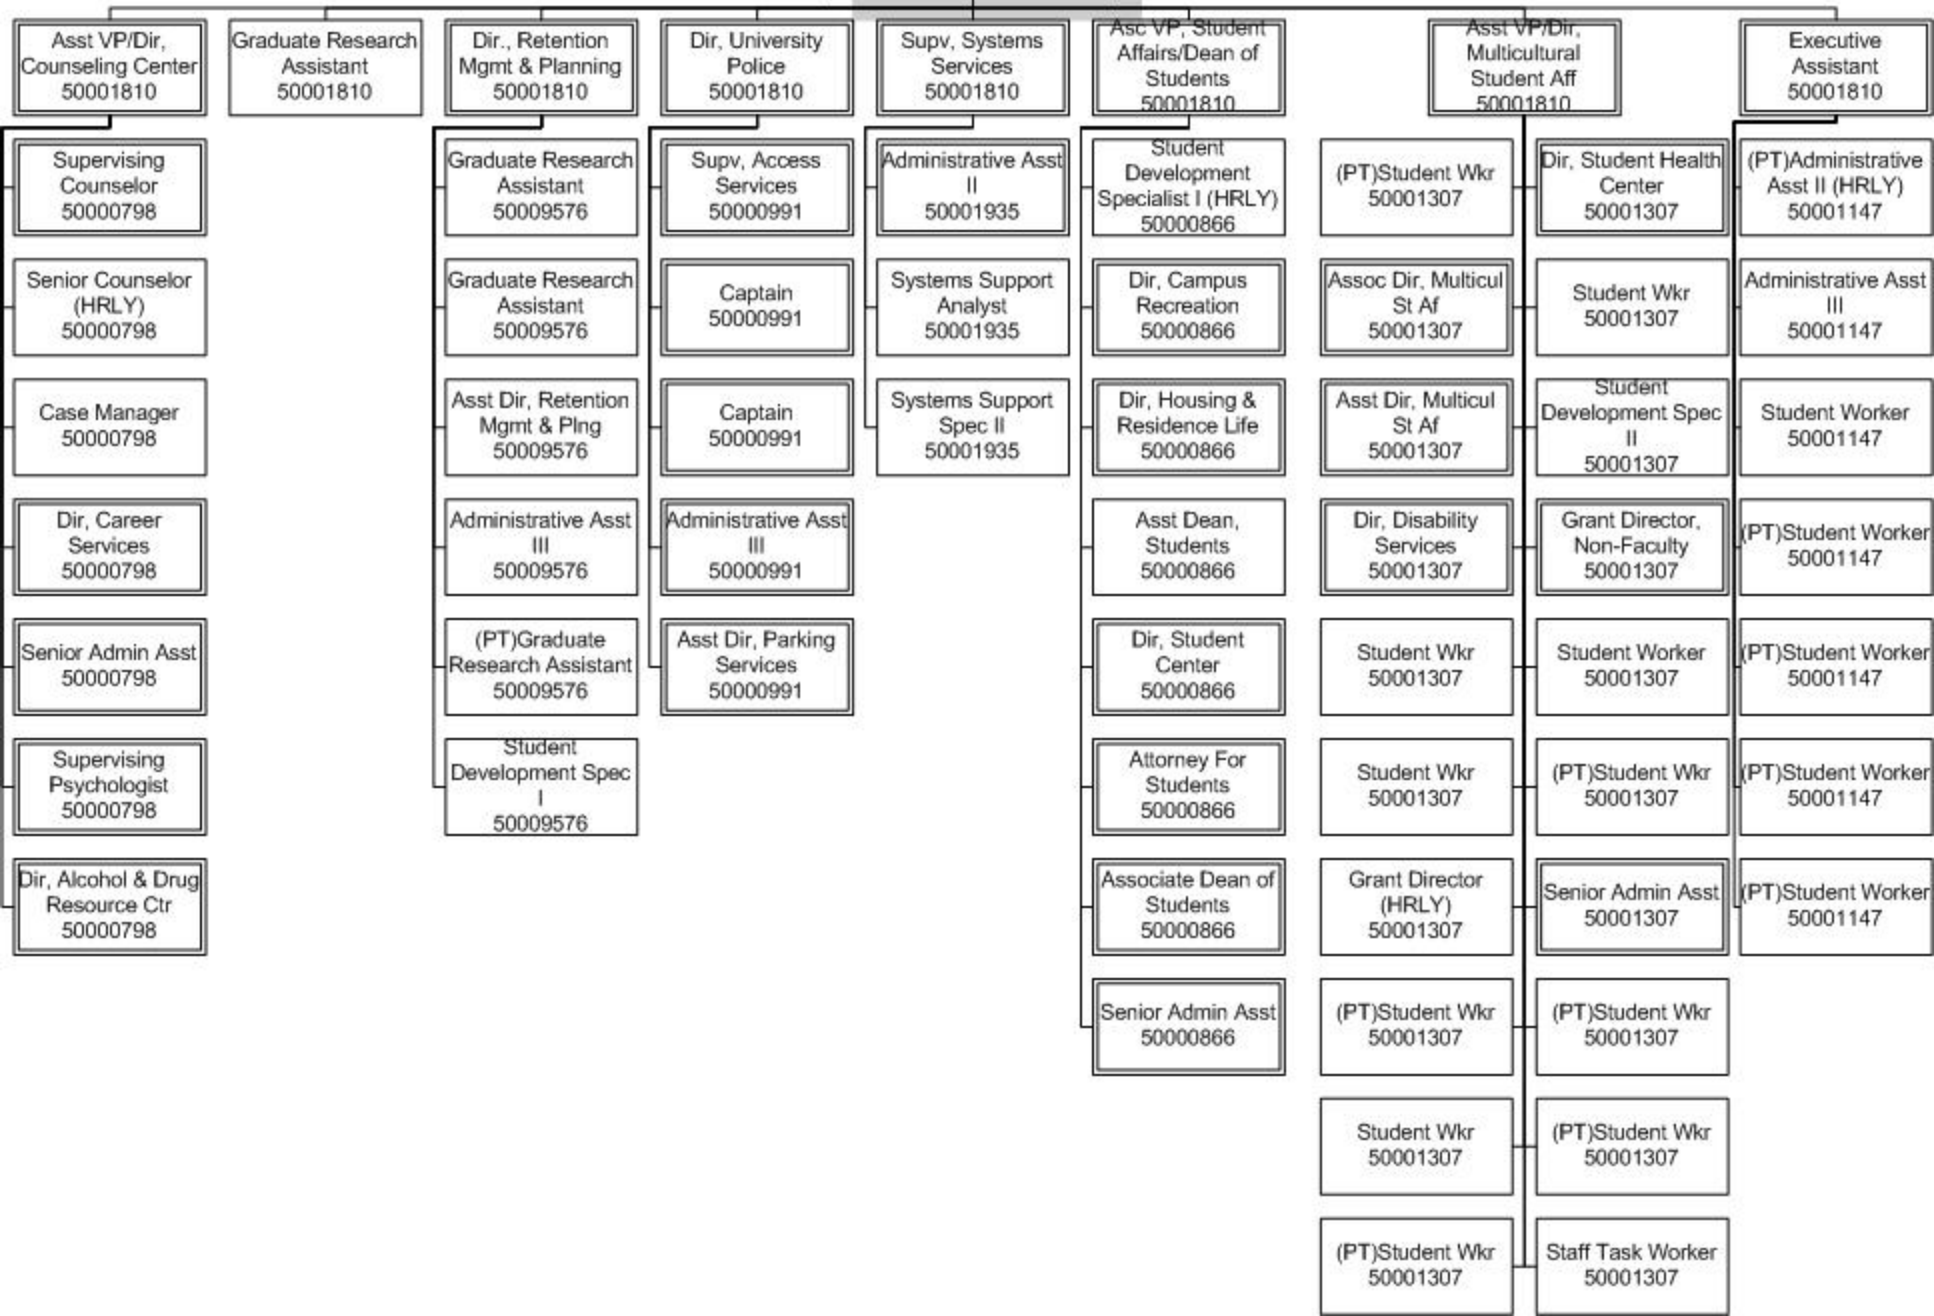 Asst VP/Dir,
Counseling Center
50001810
Graduate Research
Assistant
50001810
Dir., Retention
Mgmt & Planning
50001810
Dir, University
Police
50001810
Supv, Systems
Services
50001810
Asc VP, Student
Affairs/Dean of
Students
50001810
Asst VP/Dir,
Multicultural
Student Aff
50001810
Executive
Assistant
50001810
Supervising
Counselor
50000798
Senior Counselor
(HRLY)
50000798
Case Manager
50000798
Dir, Career
Services
50000798
Senior Admin Asst
50000798
Supervising
Psychologist
50000798
Dir, Alcohol & Drug
Resource Ctr
50000798
Graduate Research
Assistant
50009576
Graduate Research
Assistant
50009576
Asst Dir, Retention
Mgmt & Plng
50009576
Administrative Asst
III
50009576
(PT)Graduate
Research Assistant
50009576
Student
Development Spec
I
50009576
Supv, Access
Services
50000991
Captain
50000991
Captain
50000991
Administrative Asst
III
50000991
Asst Dir, Parking
Services
50000991
Administrative Asst
II
50001935
Systems Support
Analyst
50001935
Systems Support
Spec II
50001935
Student
Development
Specialist I (HRLY)
50000866
Dir, Campus
Recreation
50000866
Dir, Housing &
Residence Life
50000866
Asst Dean,
Students
50000866
Dir, Student
Center
50000866
Attorney For
Students
50000866
Associate Dean of
Students
50000866
Senior Admin Asst
50000866
(PT)Student Wkr
50001307
Dir, Student Health
Center
50001307
Assoc Dir, Multicul
St Af
50001307
Student Wkr
50001307
Asst Dir, Multicul
St Af
50001307
Student
Development Spec
II
50001307
Dir, Disability
Services
50001307
Grant Director,
Non-Faculty
50001307
Student Wkr
50001307
Student Worker
50001307
Student Wkr
50001307
(PT)Student Wkr
50001307
Grant Director
(HRLY)
50001307
Senior Admin Asst
50001307
(PT)Student Wkr
50001307
(PT)Student Wkr
50001307
Student Wkr
50001307
(PT)Student Wkr
50001307
(PT)Student Wkr
50001307
Staff Task Worker
50001307
(PT)Administrative
Asst II (HRLY)
50001147
Administrative Asst
III
50001147
Student Worker
50001147
(PT)Student Worker
50001147
(PT)Student Worker
50001147
(PT)Student Worker
50001147
(PT)Student Worker
50001147